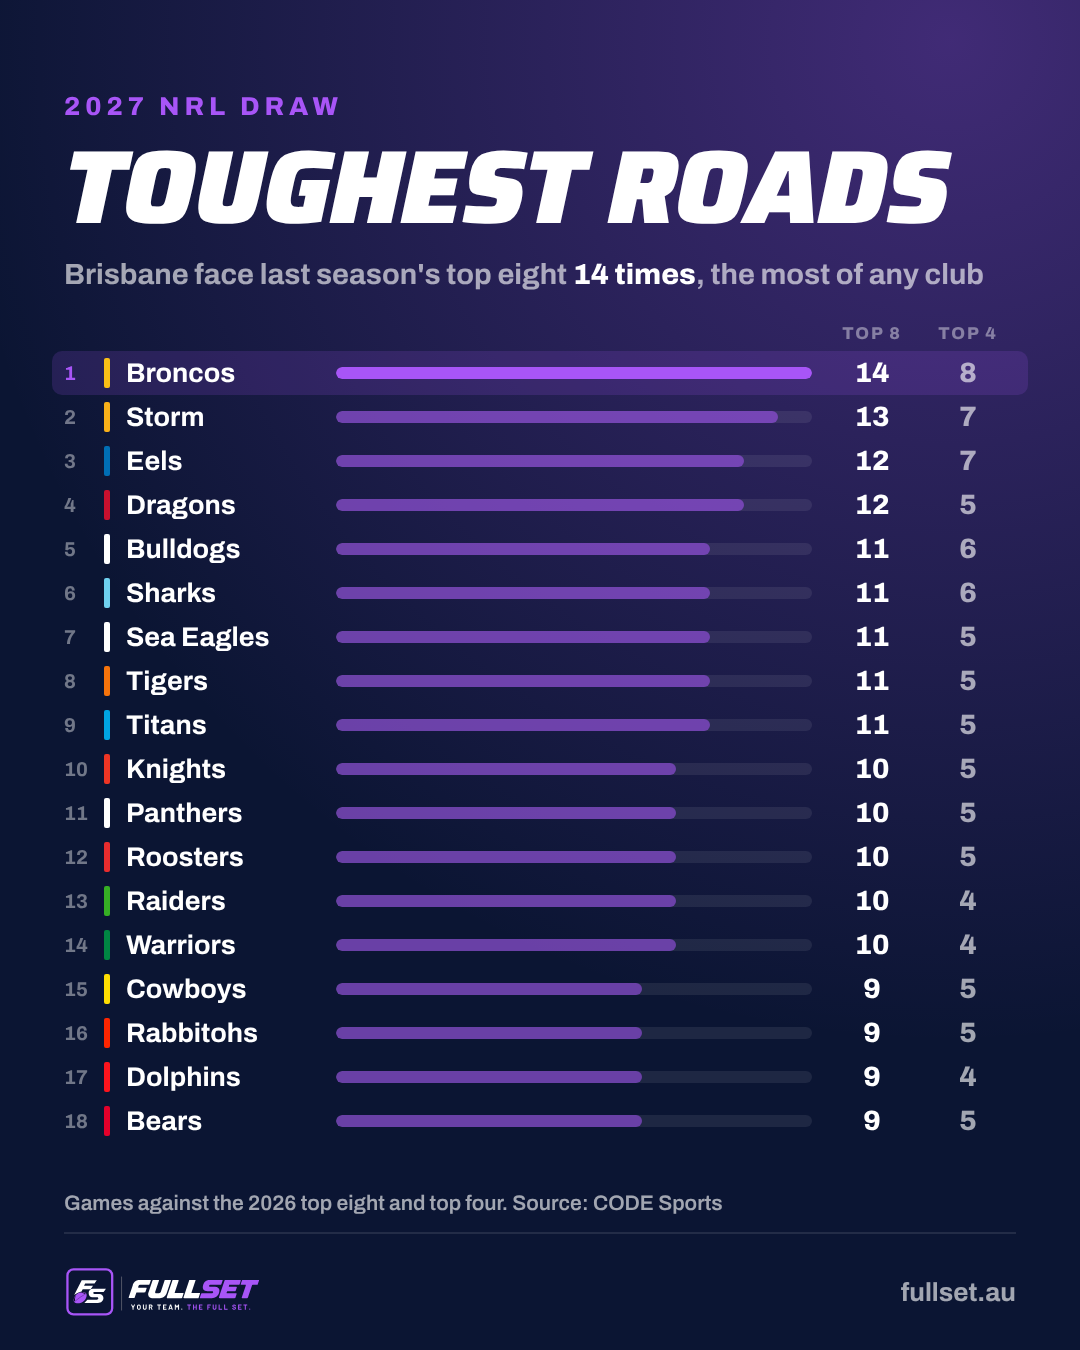 2027 NRL DRAW
TOUGHEST ROADS
Brisbane face last season's top eight 14 times, the most of any club
TOP 8 TOP 4
1 Broncos 14 8
2 Storm 13 7
3 Eels 12 7
4 Dragons 12 5
5 Bulldogs 11 6
6 Sharks 11 6
7 Sea Eagles 11 5
8 Tigers 11 5
9 Titans 11 5
10 Knights 10 5
11 Panthers 10 5
12 Roosters 10 5
13 Raiders 10 4
14 Warriors 10 4
15 Cowboys 9 5
16 Rabbitohs 9 5
17 Dolphins 9 4
18 Bears 9 5
Games against the 2026 top eight and top four. Source: CODE Sports
FS FULLSET
YOUR TEAM. THE FULL SET.
fullset.au